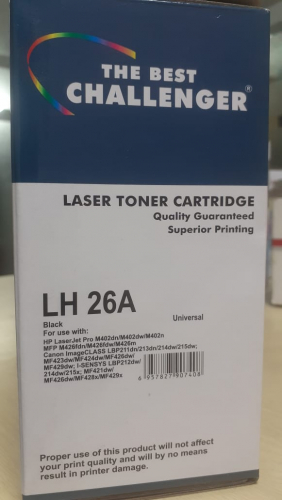 THE BEST
CHALLENGER®
LASER TONER CARTRIDGE
Quality Guaranteed
Superior Printing
LH 26A
Black
Universal
For use with:
HP LaserJet Pro M402dn/M402dw/M402n
MFP M426fdn/M426fdw/M426m
Canon imageCLASS LBP211dn/213dn/214dw/215dw;
MF423dw/MF424dw/MF426dw/
MF429dw; i-SENSYS LBP212dw/
214dw/215x; MF421dw/
MF426dw/MF428x/MF429x
6957827907408
Proper use of this product will not affect
your print quality and will by no means
result in printer damage.